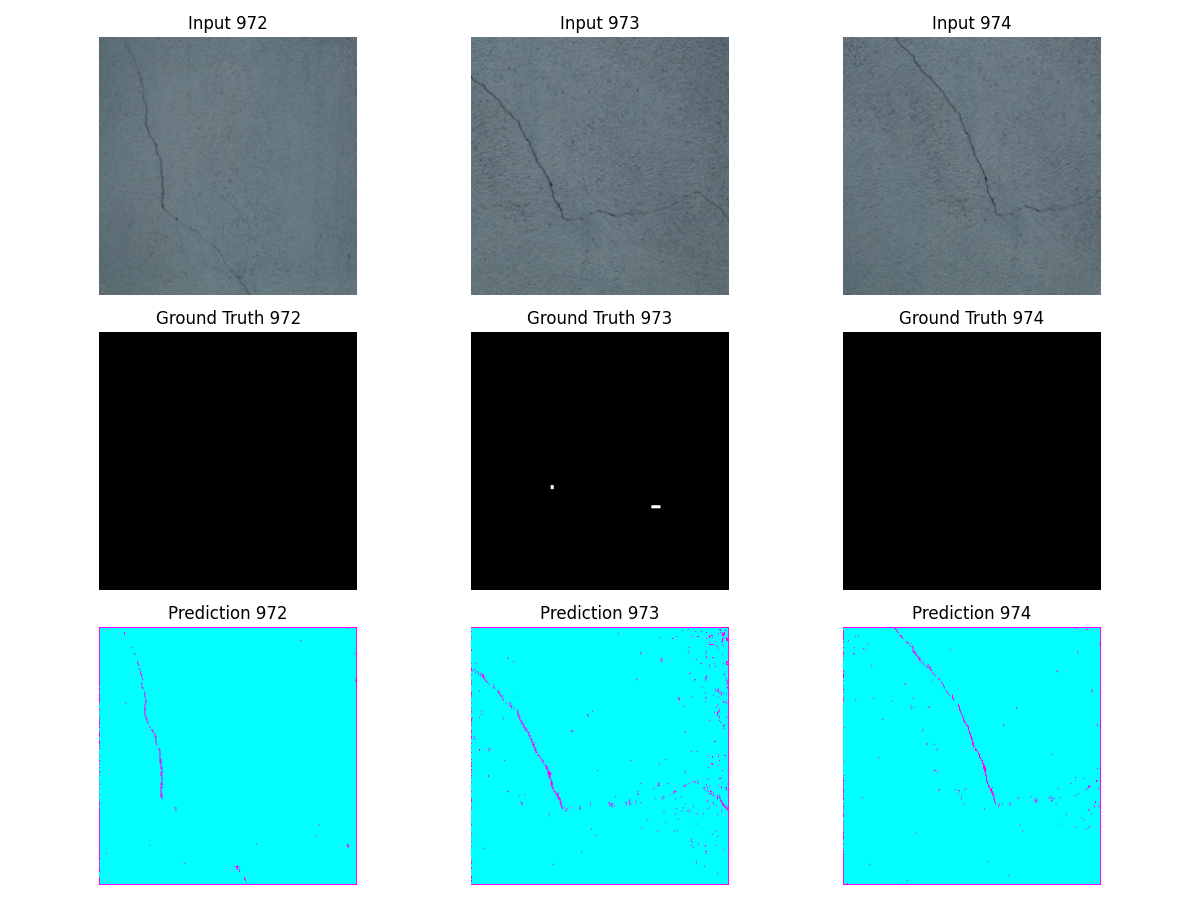 Input 972
Input 973
Input 974
Ground Truth 972
Ground Truth 973
Ground Truth 974
Prediction 972
Prediction 973
Prediction 974